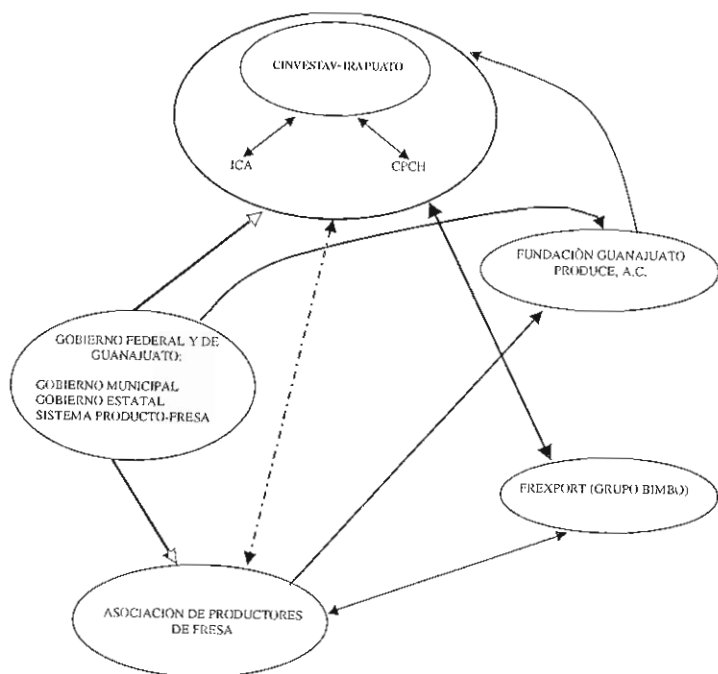 CINVESTAV-IRAPUATO
ICA
CPCH
FUNDACIÓN GUANAJUATO
PRODUCE, A.C.
GOBIERNO FEDERAL Y DE
GUANAJUATO:
GOBIERNO MUNICIPAL
GOBIERNO ESTATAL
SISTEMA PRODUCTO-FRESA
FREXPORT (GRUPO BIMBO)
ASOCIACION DE PRODUCTORES
DE FRESA